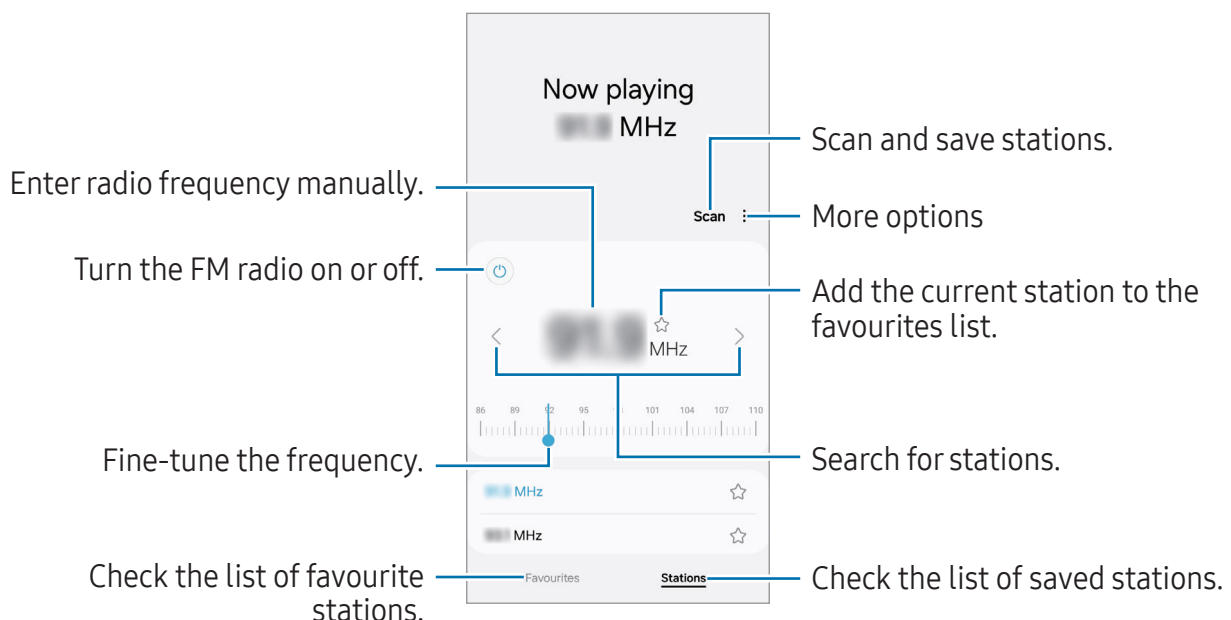 Now playing
MHz
Scan and save stations.
Enter radio frequency manually.
Scan
More options
Turn the FM radio on or off.
Add the current station to the
favourites list.
MHz
86 89 92 95 101 104 107 110
Fine-tune the frequency.
Search for stations.
MHz
MHz
Check the list of favourite
stations.
Favourites
Stations
Check the list of saved stations.